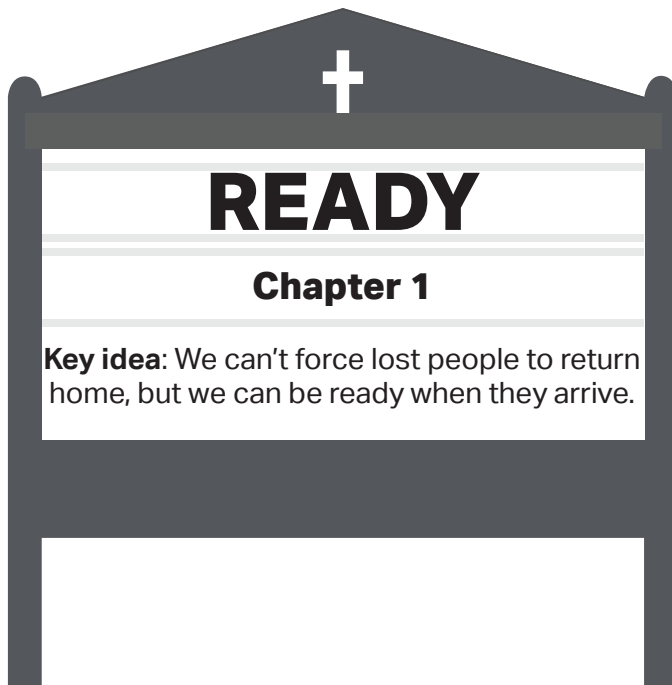 READY
Chapter 1
Key idea: We can't force lost people to return
home, but we can be ready when they arrive.